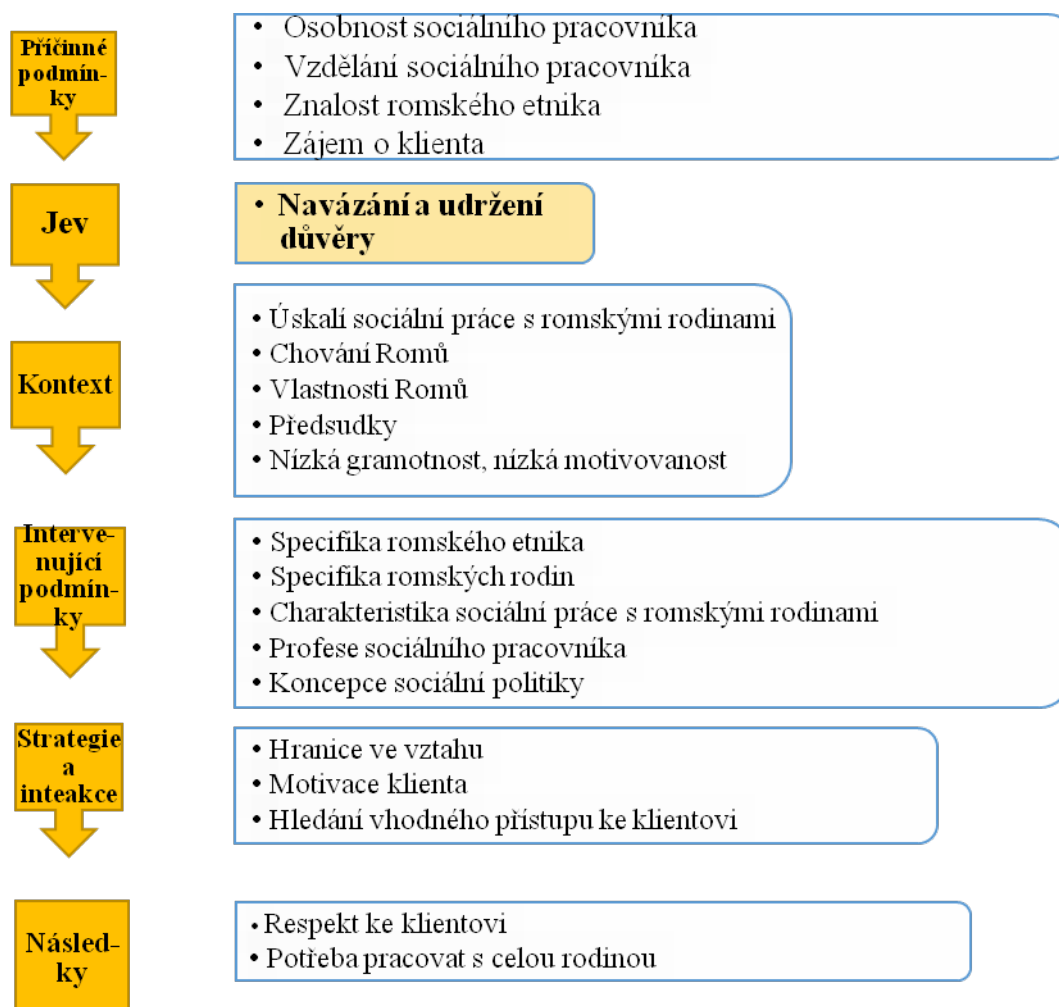 Příčinné
podmín-
ky
• Osobnost sociálního pracovníka
• Vzdělání sociálního pracovníka
• Znalost romského etnika
• Zájem o klienta
Jev
• Navázání a udržení
důvěry
Kontext
• Úskalí sociální práce s romskými rodinami
• Chování Romů
• Vlastnosti Romů
• Předsudky
• Nízká gramotnost, nízká motivovanost
Interve-
nující
podmín-
ky
• Specifika romského etnika
• Specifika romských rodin
• Charakteristika sociální práce s romskými rodinami
• Profese sociálního pracovníka
• Koncepce sociální politiky
Strategie
a
inteakce
• Hranice ve vztahu
• Motivace klienta
• Hledání vhodného přístupu ke klientovi
Násled-
ky
• Respekt ke klientovi
• Potřeba pracovat s celou rodinou